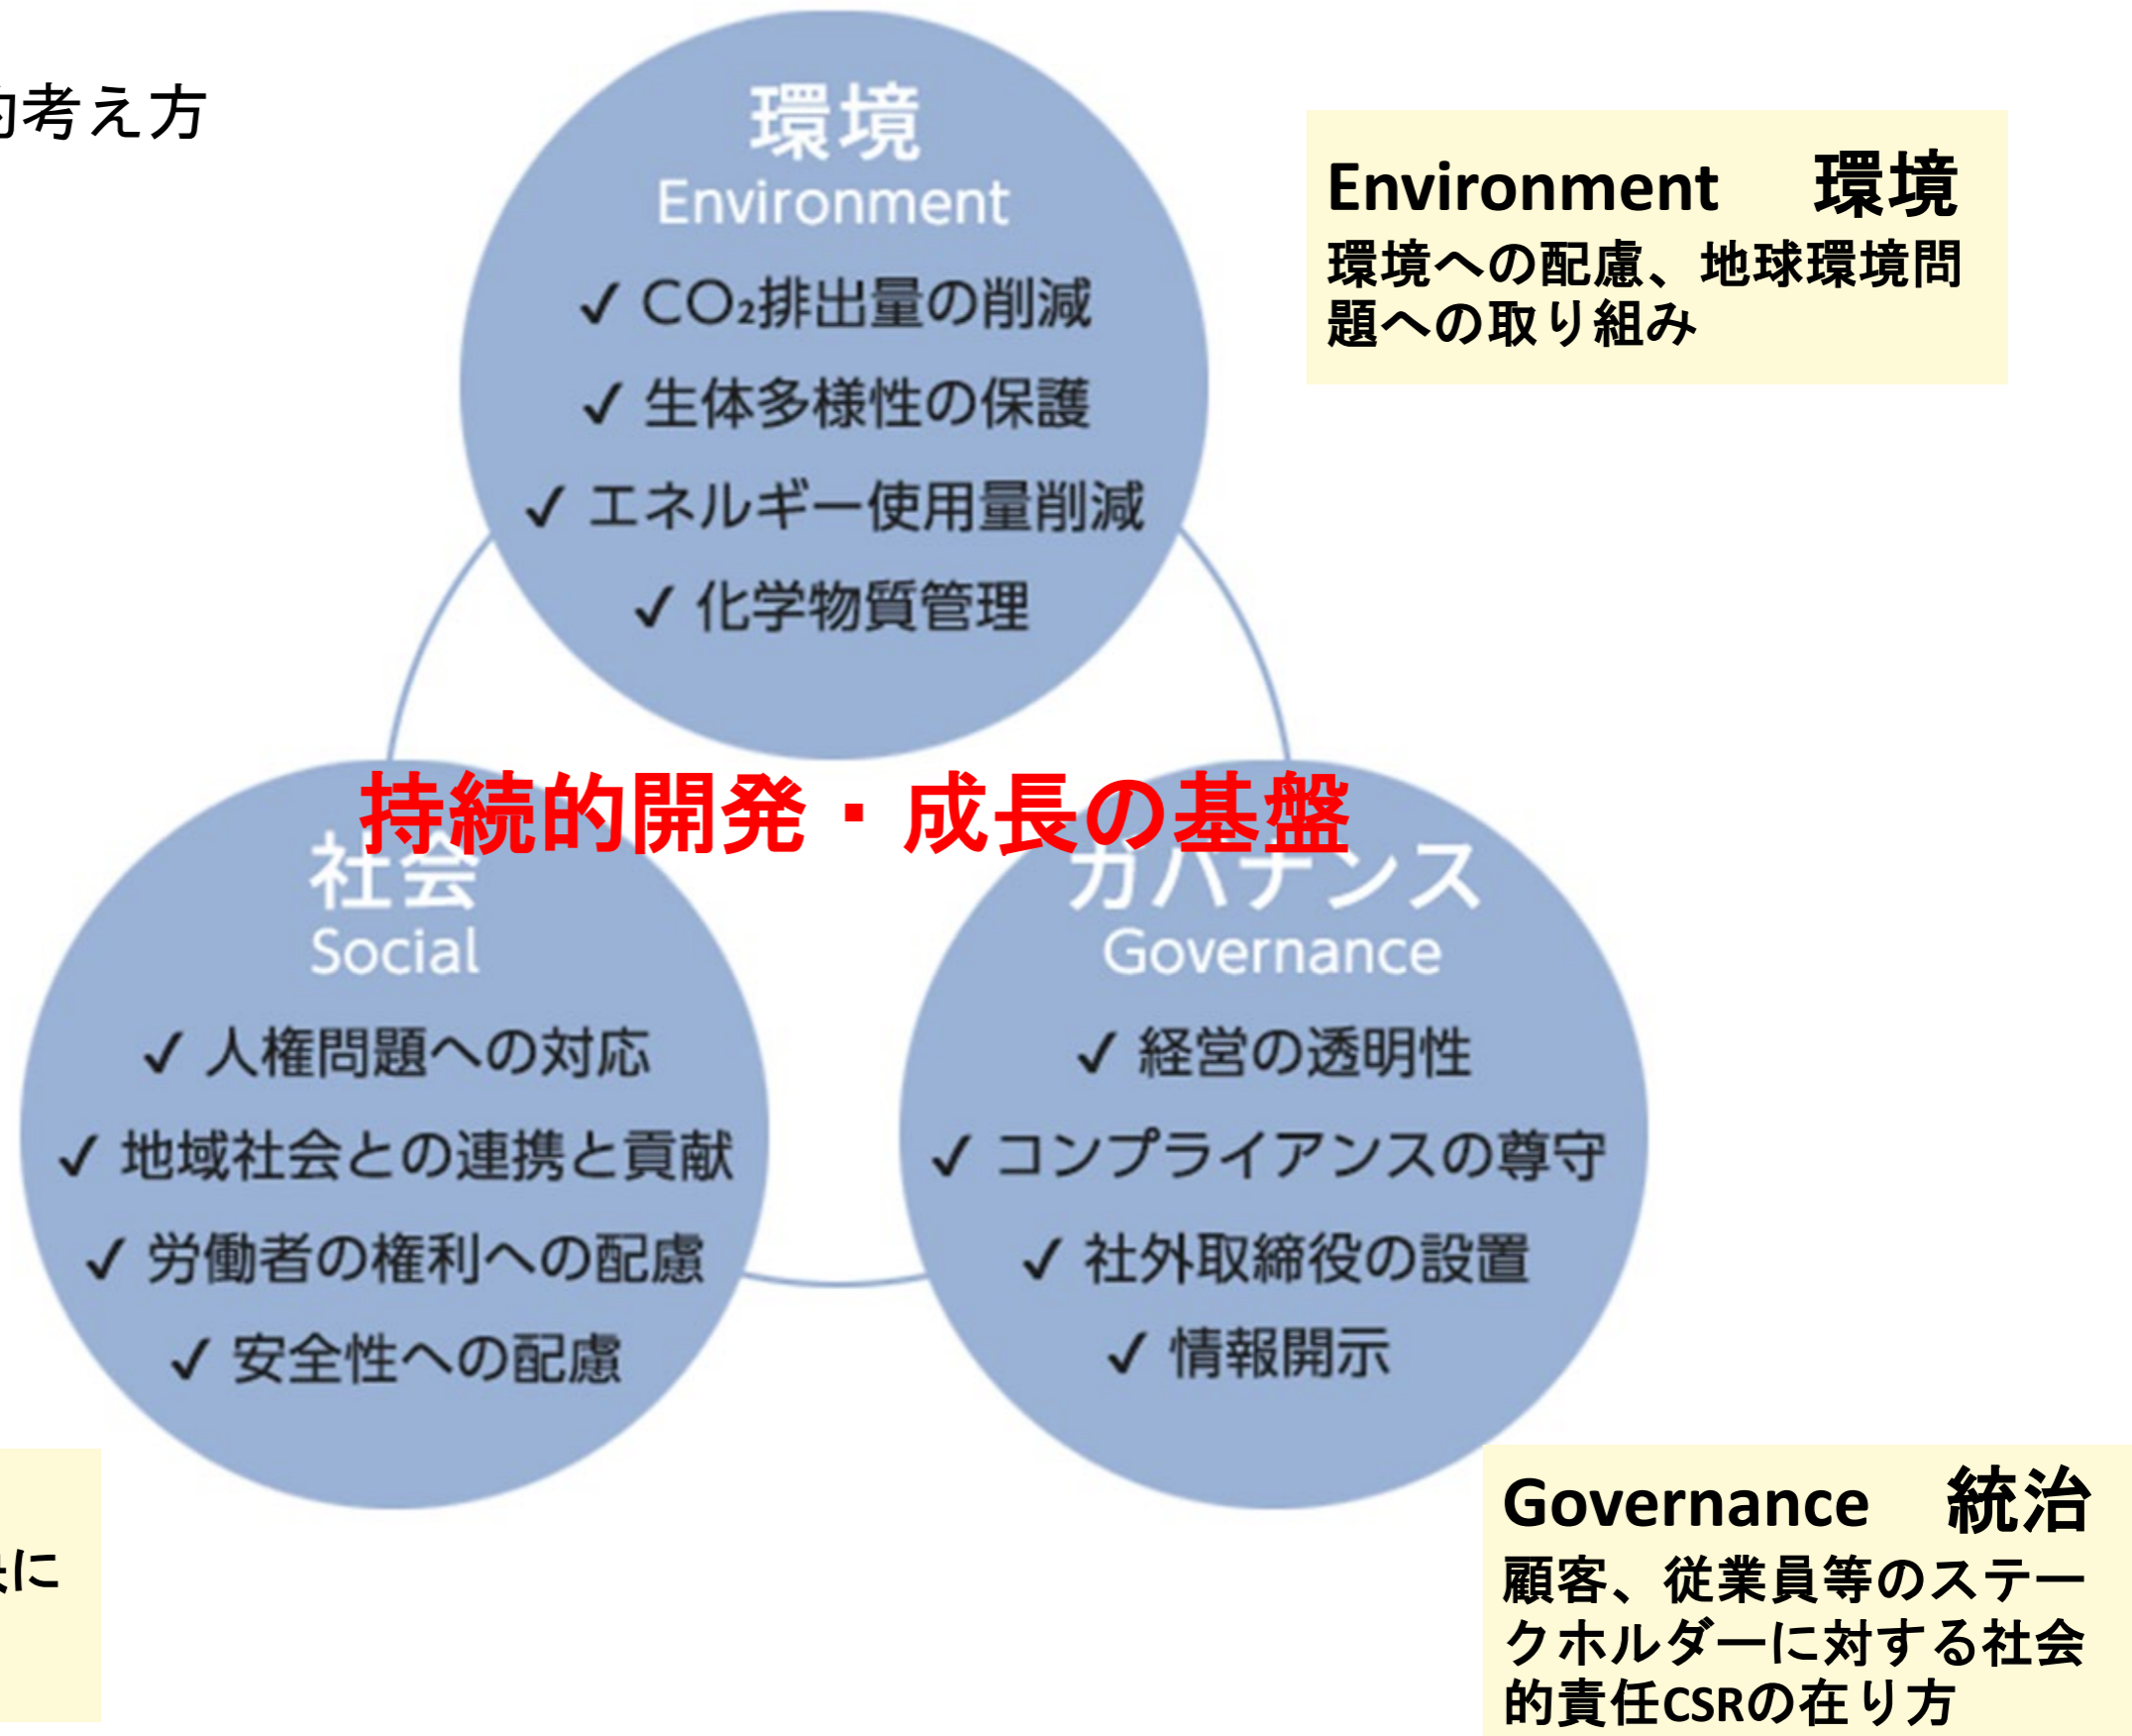 的考え方
環境
Environment
✓ CO₂排出量の削減
✓ 生体多様性の保護
✓ エネルギー使用量削減
✓ 化学物質管理
Environment　環境
環境への配慮、地球環境問
題への取り組み
持続的開発・成長の基盤
社会
Social
✓ 人権問題への対応
✓ 地域社会との連携と貢献
✓ 労働者の権利への配慮
✓ 安全性への配慮
ガバナンス
Governance
✓ 経営の透明性
✓ コンプライアンスの尊守
✓ 社外取締役の設置
✓ 情報開示
に
Governance　統治
顧客、従業員等のステー
クホルダーに対する社会
的責任CSRの在り方